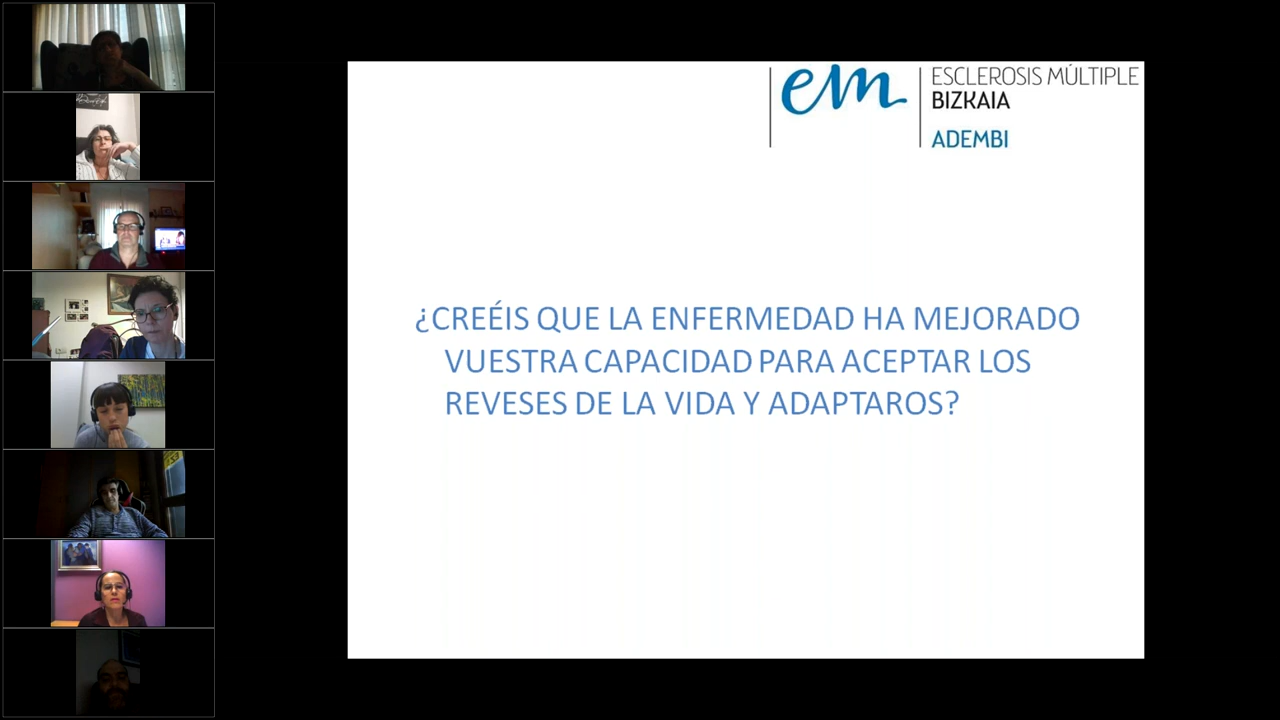 em
ESCLEROSIS MÚLTIPLE
BIZKAIA
ADEMBI
¿CREÉIS QUE LA ENFERMEDAD HA MEJORADO
VUESTRA CAPACIDAD PARA ACEPTAR LOS
REVESES DE LA VIDA Y ADAPTAROS?